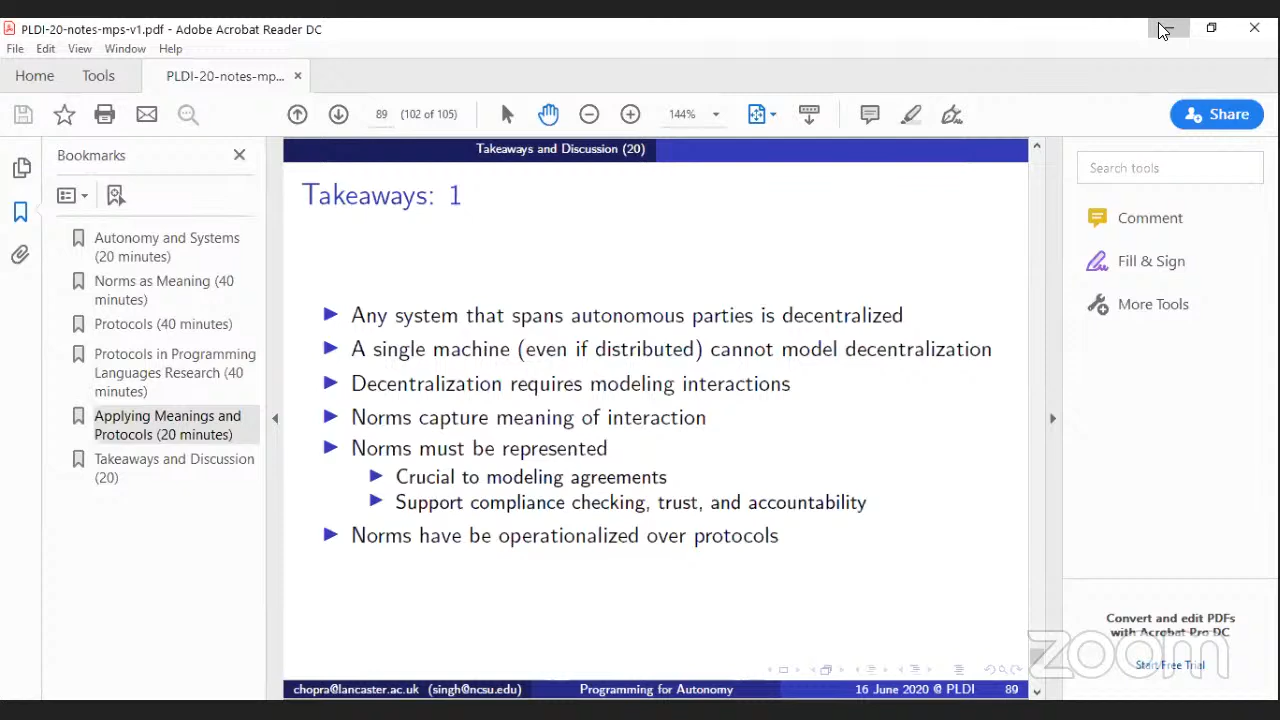 PLDI-20-notes-mps-v1.pdf - Adobe Acrobat Reader DC
File Edit View Window Help
Home Tools PLDI-20-notes-mp... ×
89 (102 of 105) 144% Share
Bookmarks
Autonomy and Systems
(20 minutes)
Norms as Meaning (40
minutes)
Protocols (40 minutes)
Protocols in Programming
Languages Research (40
minutes)
Applying Meanings and
Protocols (20 minutes)
Takeaways and Discussion
(20)
Takeaways and Discussion (20)
Takeaways: 1
Any system that spans autonomous parties is decentralized
A single machine (even if distributed) cannot model decentralization
Decentralization requires modeling interactions
Norms capture meaning of interaction
Norms must be represented
Crucial to modeling agreements
Support compliance checking, trust, and accountability
Norms have be operationalized over protocols
chopra@lancaster.ac.uk (singh@ncsu.edu) Programming for Autonomy 16 June 2020 @ PLDI 89
Search tools
Comment
Fill & Sign
More Tools
Convert and edit PDFs
with Acrobat Pro DC
Start Free Trial
zoom